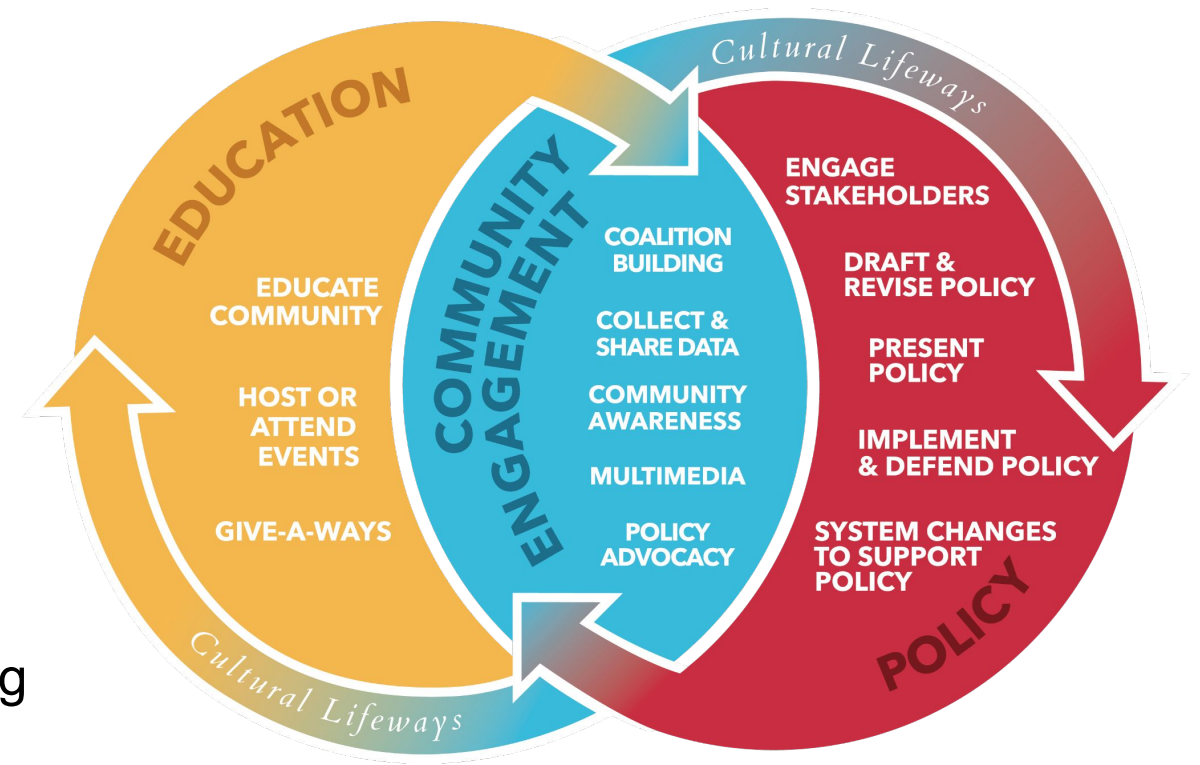 Cultural Lifeways
EDUCATION
EDUCATE
COMMUNITY
HOST OR
ATTEND
EVENTS
GIVE-A-WAYS
COMMUNITY
ENGAGEMENT
COALITION
BUILDING
COLLECT &
SHARE DATA
COMMUNITY
AWARENESS
MULTIMEDIA
POLICY
ADVOCACY
ENGAGE
STAKEHOLDERS
DRAFT &
REVISE POLICY
PRESENT
POLICY
IMPLEMENT
& DEFEND POLICY
SYSTEM CHANGES
TO SUPPORT
POLICY
POLICY
Cultural Lifeways
g